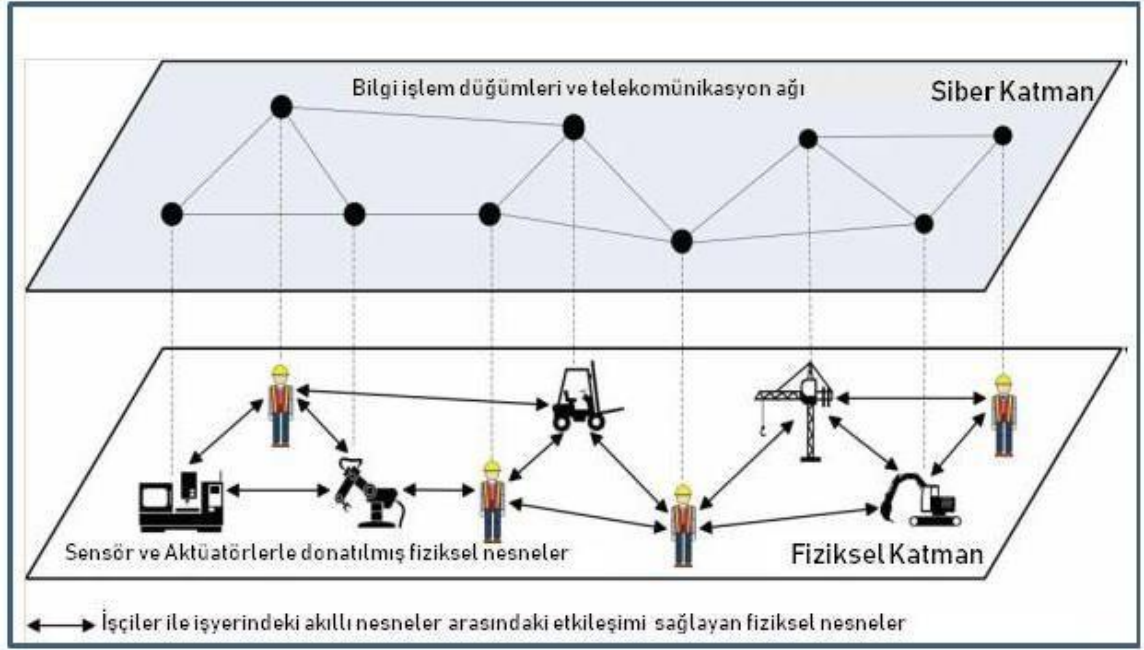 Bilgi işlem düğümleri ve telekomünikasyon ağı
Siber Katman
Sensör ve Aktüatörlerle donatılmış fiziksel nesneler
Fiziksel Katman
İşçiler ile işyerindeki akıllı nesneler arasındaki etkileşimi sağlayan fiziksel nesneler